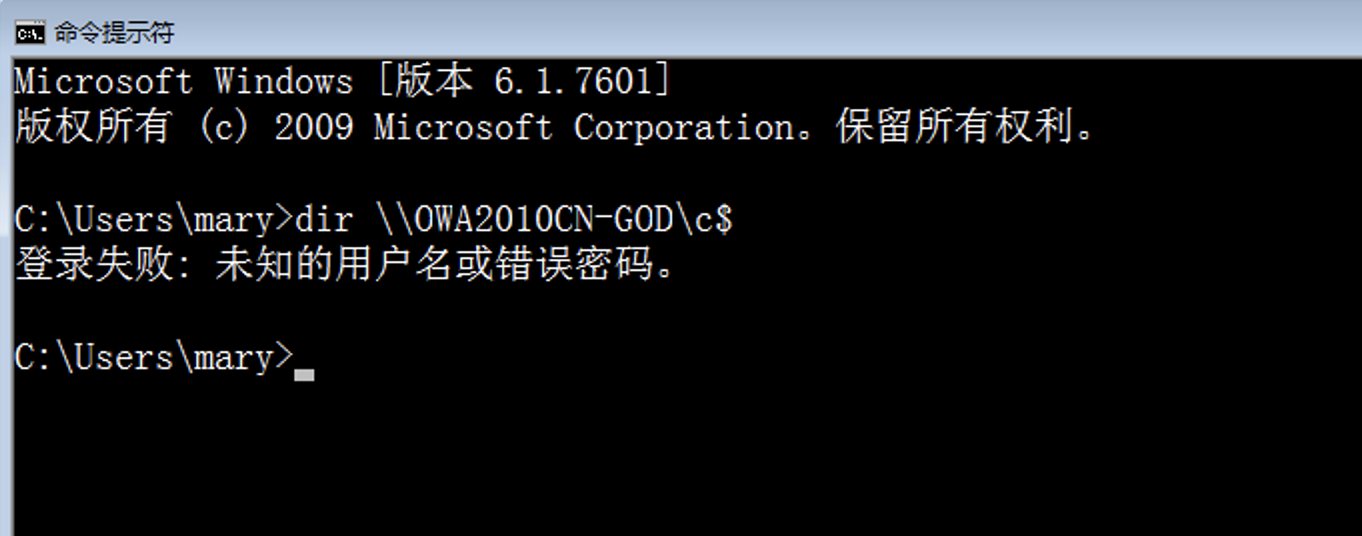 命令提示符
Microsoft Windows [版本 6.1.7601]
版权所有 (c) 2009 Microsoft Corporation。保留所有权利。
C:\Users\mary>dir \\OWA2010CN-GOD\c$
登录失败: 未知的用户名或错误密码。
C:\Users\mary>